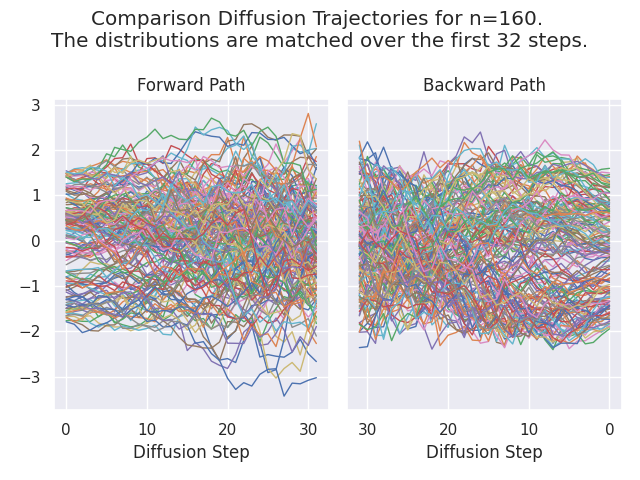 Comparison Diffusion Trajectories for n=160.
The distributions are matched over the first 32 steps.
Forward Path
Backward Path
3
2
1
0
−1
−2
−3
0 10 20 30
30 20 10 0
Diffusion Step
Diffusion Step